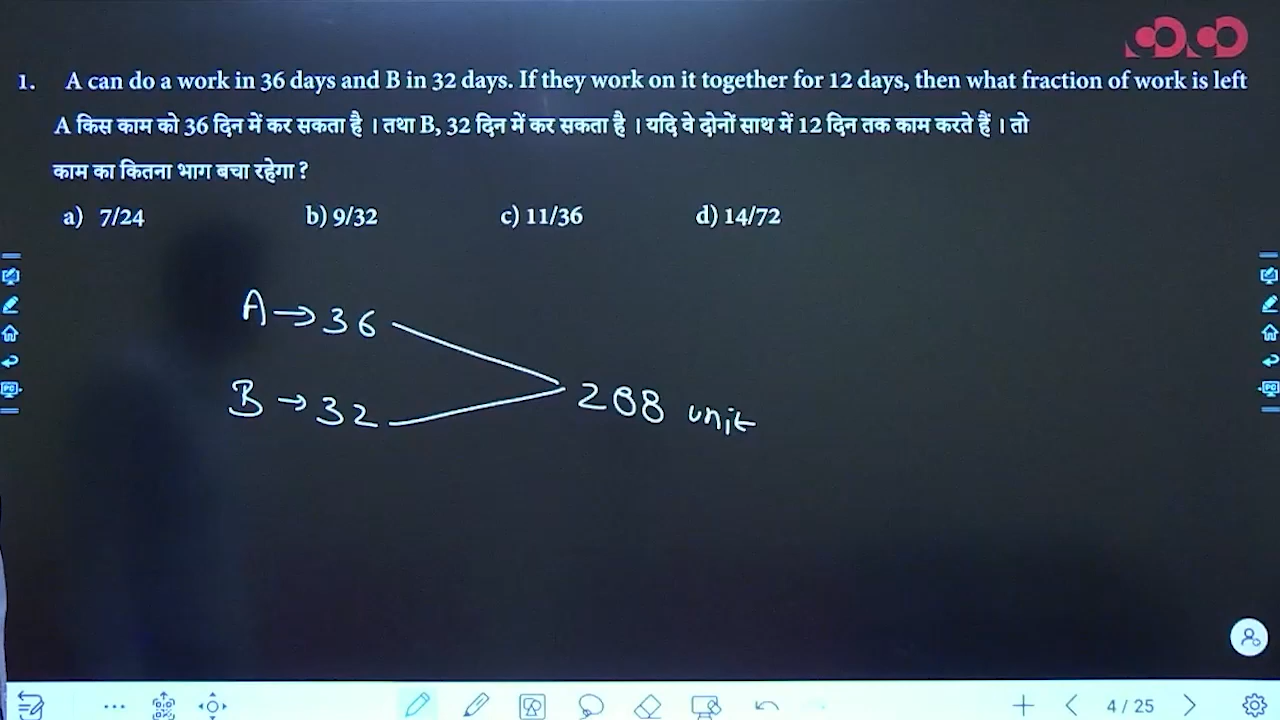 1. A can do a work in 36 days and B in 32 days. If they work on it together for 12 days, then what fraction of work is left
A किस काम को 36 दिन में कर सकता है । तथा B, 32 दिन में कर सकता है । यदि वे दोनों साथ में 12 दिन तक काम करते हैं । तो
काम का कितना भाग बचा रहेगा ?
a) 7/24 b) 9/32 c) 11/36 d) 14/72
A → 36
B → 32
288 unit
PC PC
4 / 25